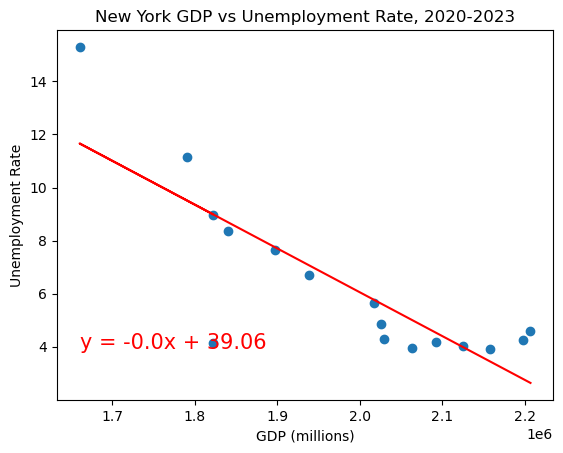 New York GDP vs Unemployment Rate, 2020-2023
14
12
10
8
6
4
Unemployment Rate
y = -0.0x + 39.06
1.7
1.8
1.9
2.0
2.1
2.2
1e6
GDP (millions)